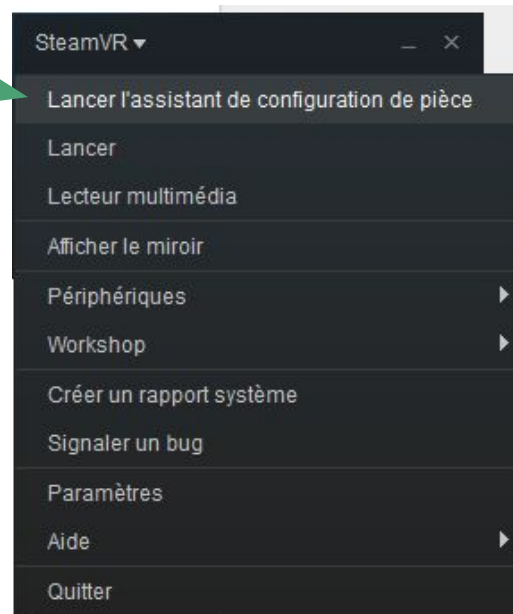 SteamVR
Lancer l'assistant de configuration de pièce
Lancer
Lecteur multimédia
Afficher le miroir
Périphériques
Workshop
Créer un rapport système
Signaler un bug
Paramètres
Aide
Quitter